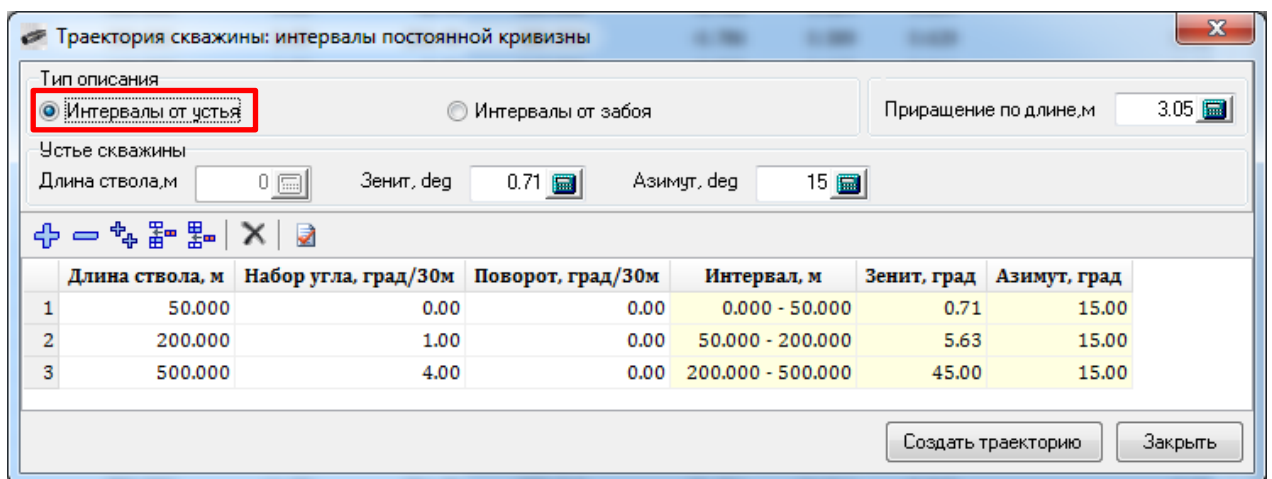 Траектория скважины: интервалы постоянной кривизны
Тип описания
Интервалы от устья Интервалы от забоя Приращение по длине,м 3.05
Устье скважины
Длина ствола,м 0 Зенит, deg 0.71 Азимут, deg 15
Длина ствола, м Набор угла, град/30м Поворот, град/30м Интервал, м Зенит, град Азимут, град
1 50.000 0.00 0.00 0.000 - 50.000 0.71 15.00
2 200.000 1.00 0.00 50.000 - 200.000 5.63 15.00
3 500.000 4.00 0.00 200.000 - 500.000 45.00 15.00
Создать траекторию Закрыть